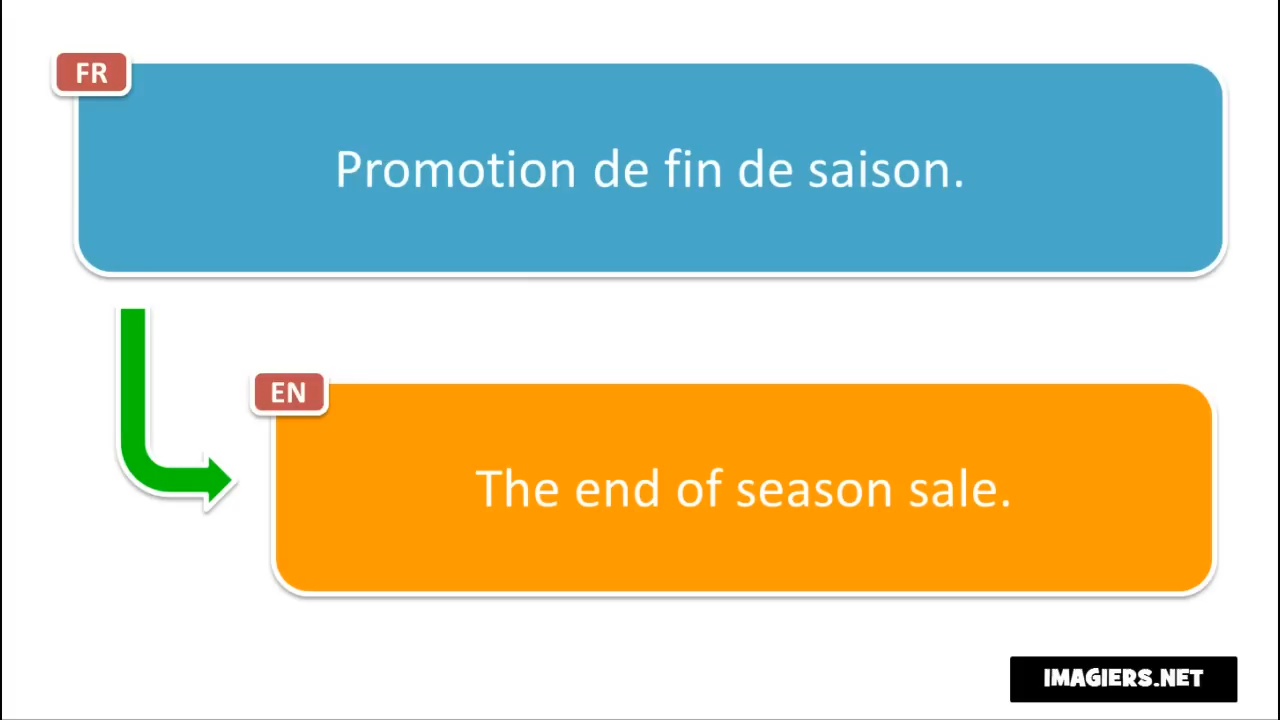 FR
Promotion de fin de saison.
EN
The end of season sale.
IMAGIERS.NET